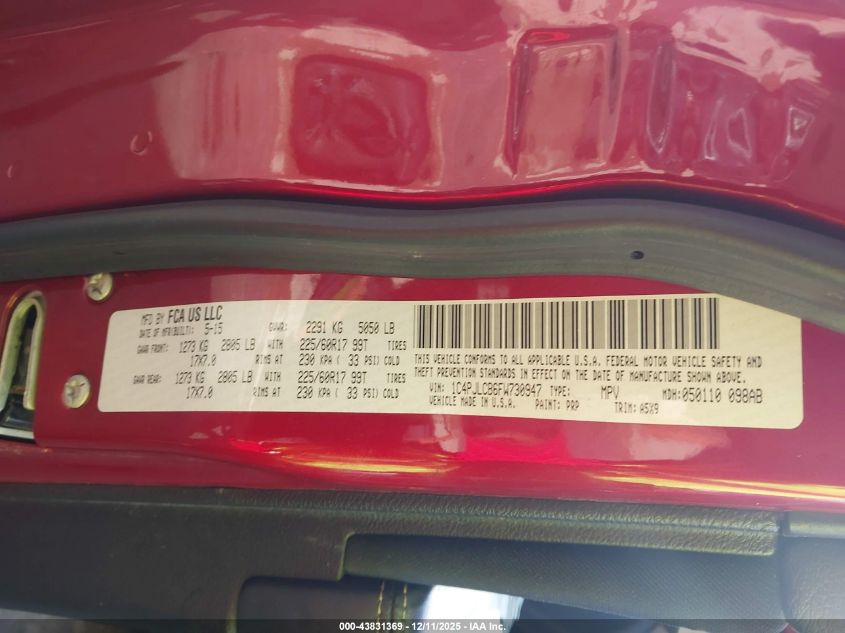 MFD BY FCA US LLC
DATE OF MFR(BUILT): 5-15 GVWR: 2291 KG 5050 LB
GAWR FRONT: 1273 KG 2805 LB WITH 225/60R17 99T TIRES
17X7.0 RIMS AT 230 KPA ( 33 PSI) COLD
GAWR REAR: 1273 KG 2805 LB WITH 225/60R17 99T TIRES
17X7.0 RIMS AT 230 KPA ( 33 PSI) COLD
THIS VEHICLE CONFORMS TO ALL APPLICABLE U.S.A. FEDERAL MOTOR VEHICLE SAFETY AND
THEFT PREVENTION STANDARDS IN EFFECT ON THE DATE OF MANUFACTURE SHOWN ABOVE.
VIN: 1C4PJLCB6FW730947 TYPE: MPV MDH: 050110 098AB
VEHICLE MADE IN U.S.A. PAINT: PRP TRIM: A5X9
000-43831369 - 12/11/2025 - IAA Inc.